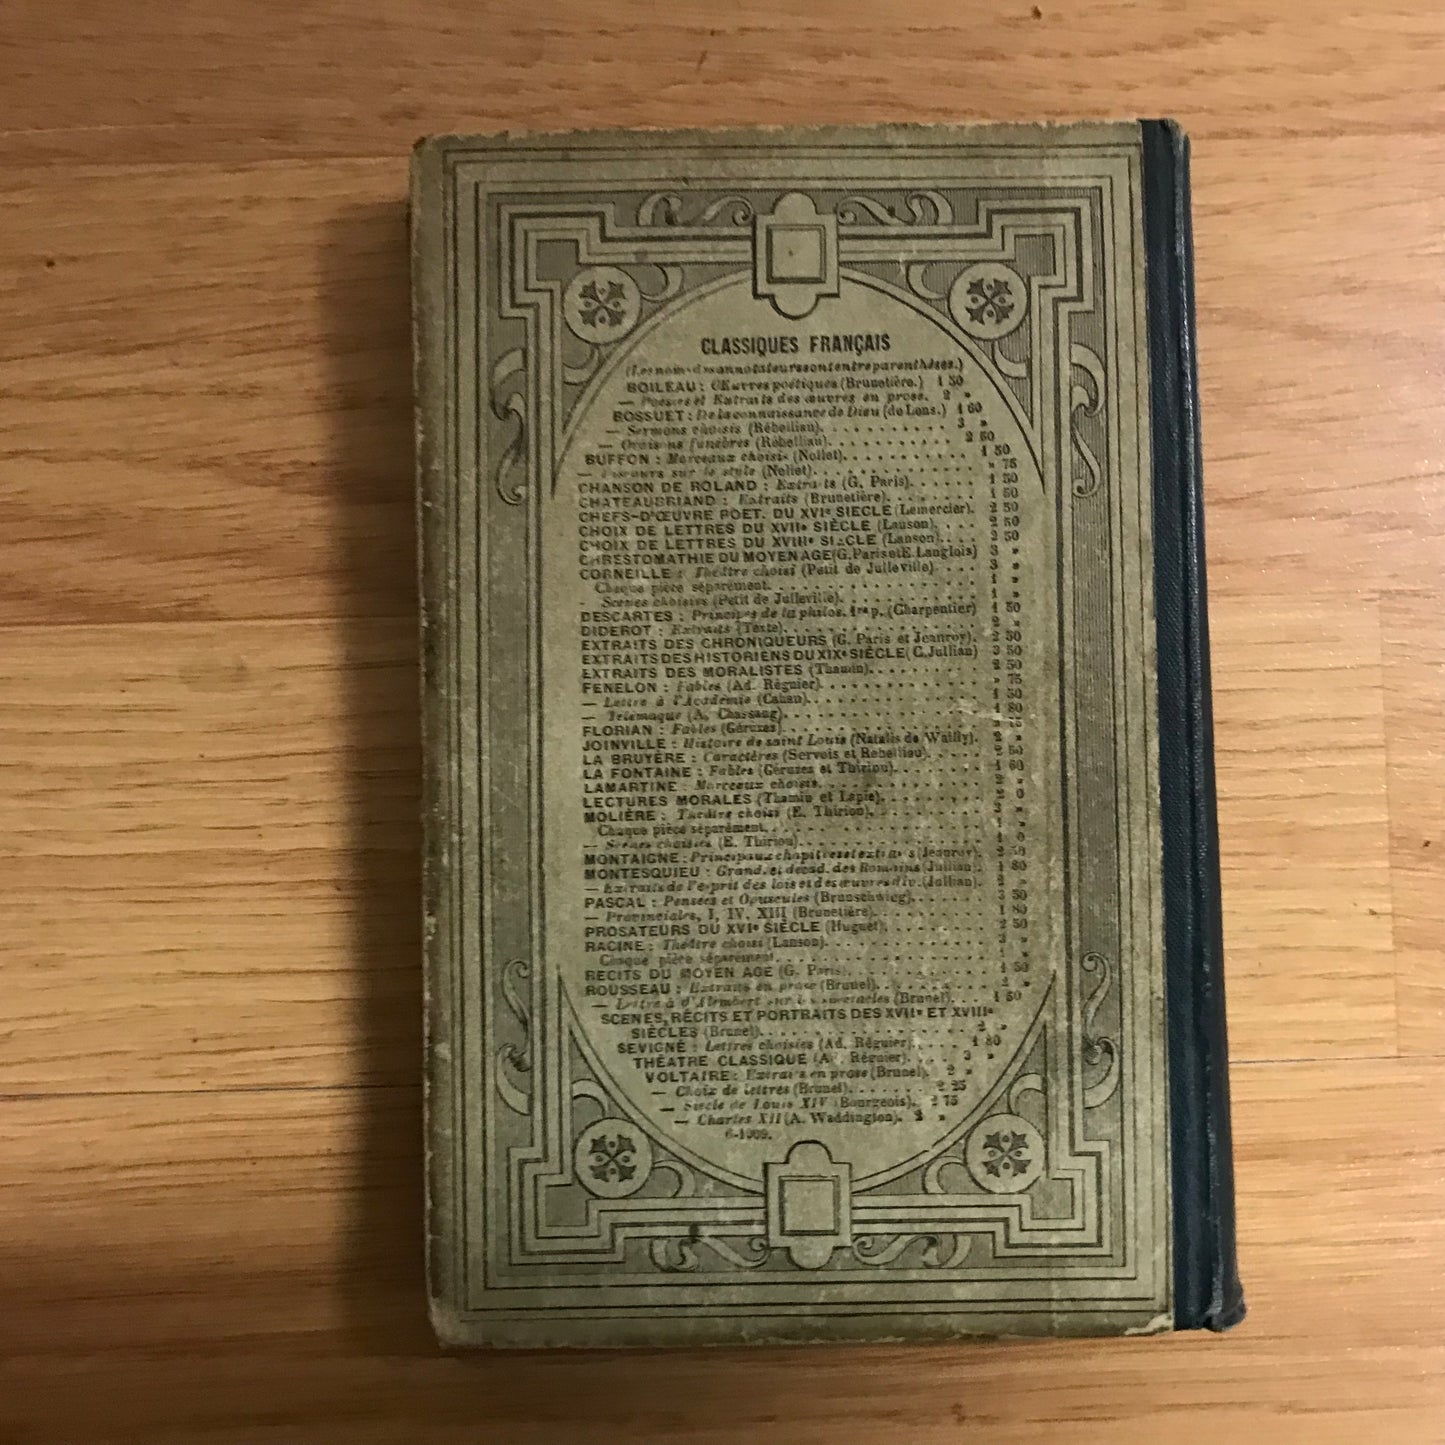 CLASSIQUES FRANÇAIS
(Les noms des annotateurs sont entre parenthèses.)
BOILEAU : Œuvres poétiques (Brunetière.) 1 50
— Poésies et Extraits des œuvres en prose. 2 »
BOSSUET : De la connaissance de Dieu (de Lens.) 1 60
— Sermons choisis (Rébelliau). . . . . . . . . . 3 »
— Oraisons funèbres (Rébelliau). . . . . . . . . . 2 50
BUFFON : Morceaux choisis (Nollet). . . . . . . . . . 1 50
— Discours sur le style (Nollet). . . . . . . . . . » 75
CHANSON DE ROLAND : Extraits (G. Paris). . . . . . 1 50
CHATEAUBRIAND : Extraits (Brunetière). . . . . . . 1 50
CHEFS-D'ŒUVRE POET. DU XVIe SIECLE (Lemercier). 2 50
CHOIX DE LETTRES DU XVIIe SIÈCLE (Lanson). . . . 2 50
CHOIX DE LETTRES DU XVIIIe SIÈCLE (Lanson). . . . 2 50
CHRESTOMATHIE DU MOYEN AGE (G. Paris et E. Langlois) 3 »
CORNEILLE : Théâtre choisi (Petit de Julleville) . . . 3 »
Chaque pièce séparément. . . . . . . . . . 1 »
- Scènes choisies (Petit de Julleville). . . . . . . . . . 1 »
DESCARTES : Principes de la philos. 1re p. (Charpentier) 1 50
DIDEROT : Extraits (Texte). . . . . . . . . . 2 »
EXTRAITS DES CHRONIQUEURS (G. Paris et Jeanroy). 2 50
EXTRAITS DES HISTORIENS DU XIXe SIÈCLE (C. Jullian) 3 50
EXTRAITS DES MORALISTES (Thamin). . . . . . . . . 2 50
FENELON : Fables (Ad. Régnier). . . . . . . . . . » 75
— Lettre à l'Académie (Cahen). . . . . . . . . . 1 50
— Télémaque (A. Chassang). . . . . . . . . . 1 80
FLORIAN : Fables (Géruzez). . . . . . . . . . » 75
JOINVILLE : Histoire de saint Louis (Natalis de Wailly). 2 »
LA BRUYÈRE : Caractères (Servois et Rebelliau). . . . 2 50
LA FONTAINE : Fables (Géruzez et Thirion). . . . . . 1 60
LAMARTINE : Morceaux choisis. . . . . . . . . . 2 »
LECTURES MORALES (Thamin et Lapie). . . . . . . .
MOLIÈRE : Théâtre choisi (E. Thirion). . . . . . . . . 3 »
Chaque pièce séparément. . . . . . . . . . 1 »
— Scènes choisies (E. Thirion). . . . . . . . . .
MONTAIGNE : Principaux chapitres et extraits (Jeanroy). 2 50
MONTESQUIEU : Grand. et décad. des Romains (Jullian). 1 80
— Extraits de l'esprit des lois et des œuvres div. (Jullian). 2 »
PASCAL : Pensées et Opuscules (Brunschwicg). . . . . . 3 50
— Provinciales, I, IV, XIII (Brunetière). . . . . . . . . 1 80
PROSATEURS DU XVIe SIÈCLE (Huguet). . . . . . . . 2 50
RACINE : Théâtre choisi (Lanson). . . . . . . . . . 3 »
Chaque pièce séparément. . . . . . . . . . 1 »
RÉCITS DU MOYEN AGE (G. Paris). . . . . . . . . . 1 50
ROUSSEAU : Extraits en prose (Brunel). . . . . . . . . 2 »
— Lettre à d'Alembert sur les spectacles (Brunel). . . . 1 50
SCENES, RÉCITS ET PORTRAITS DES XVIIe ET XVIIIe
SIÈCLES (Brunel). . . . . . . . . . 2 »
SEVIGNÉ : Lettres choisies (Ad. Régnier). . . . . . 1 80
THÉATRE CLASSIQUE (Ad. Régnier). . . . 3 »
VOLTAIRE : Extraits en prose (Brunel). 2 »
— Choix de lettres (Brunel). . . . . . 2 25
— Siècle de Louis XIV (Bourgeois). 2 75
— Charles XII (A. Waddington). 2 »
6-1909.